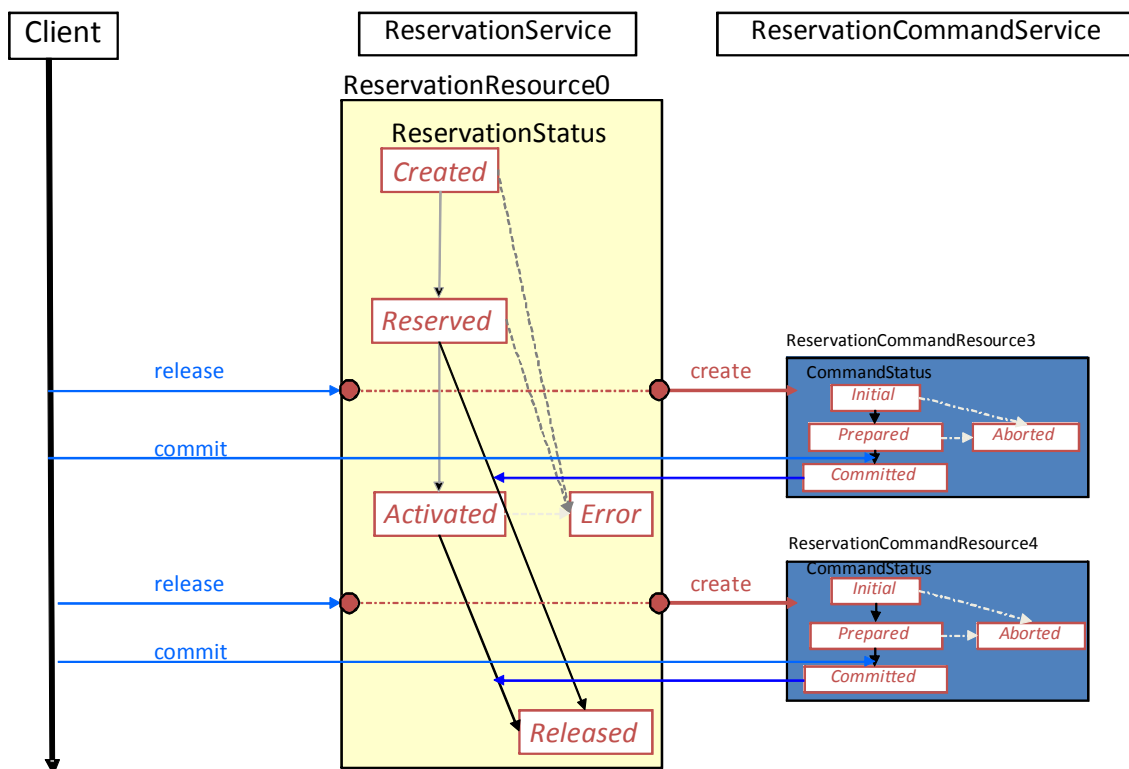 Client
ReservationService
ReservationCommandService
ReservationResource0
ReservationStatus
Created
Reserved
ReservationCommandResource3
CommandStatus
release
create
Initial
commit
Prepared
Aborted
Committed
Activated
Error
ReservationCommandResource4
CommandStatus
release
create
Initial
commit
Prepared
Aborted
Committed
Released